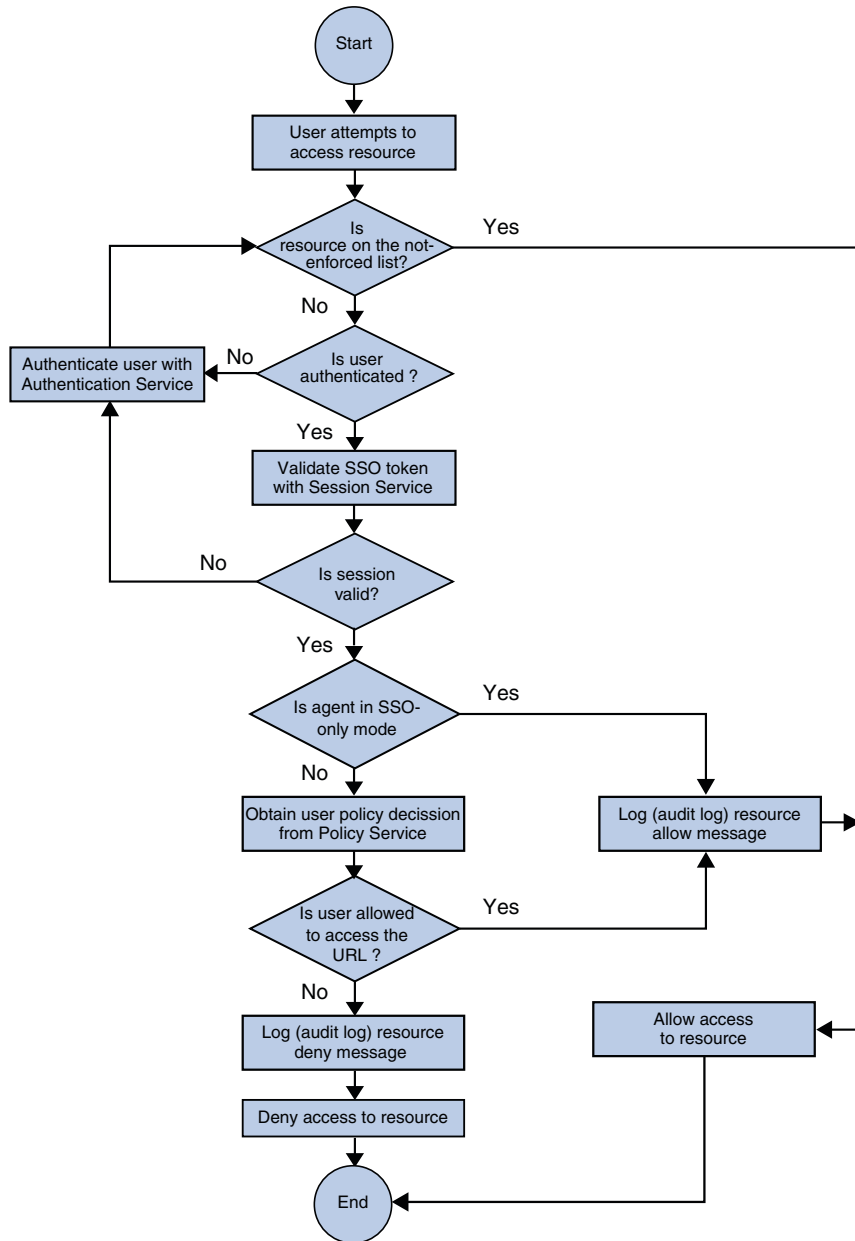 Start
User attempts to
access resource
Is
resource on the not-
enforced list?
Yes
No
Authenticate user with
Authentication Service
No
Is user
authenticated ?
Yes
Validate SSO token
with Session Service
No
Is session
valid?
Yes
Is agent in SSO-
only mode
Yes
No
Obtain user policy decission
from Policy Service
Log (audit log) resource
allow message
Is user allowed
to access the
URL ?
Yes
No
Log (audit log) resource
deny message
Allow access
to resource
Deny access to resource
End